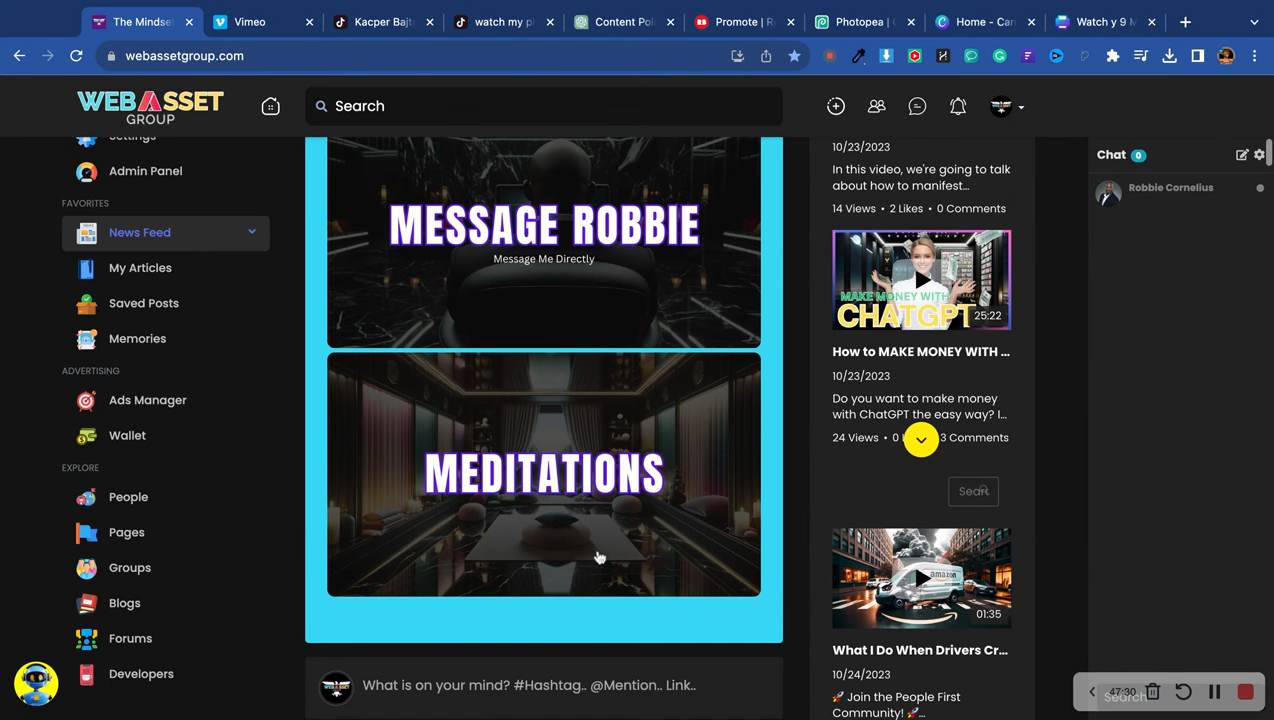 The Mindset
Vimeo
Kacper Bajt
watch my pi
Content Poli
Promote | R
Photopea | O
Home - Can
Watch y 9 M
webassetgroup.com
WEBASSET
GROUP
Search
Settings
Admin Panel
FAVORITES
News Feed
My Articles
Saved Posts
Memories
ADVERTISING
Ads Manager
Wallet
EXPLORE
People
Pages
Groups
Blogs
Forums
Developers
MESSAGE ROBBIE
Message Me Directly
MEDITATIONS
WEBASSET
What is on your mind? #Hashtag.. @Mention.. Link..
10/23/2023
In this video, we're going to talk
about how to manifest...
14 Views • 2 Likes • 0 Comments
MAKE MONEY WITH
CHATGPT
25:22
How to MAKE MONEY WITH ...
10/23/2023
Do you want to make money
with ChatGPT the easy way? I...
24 Views • 0 3 Comments
Sear
amazon
01:35
What I Do When Drivers Cr...
10/24/2023
🚀 Join the People First
Community! 🚀...
Chat 0
Robbie Cornelius
Search
47:30